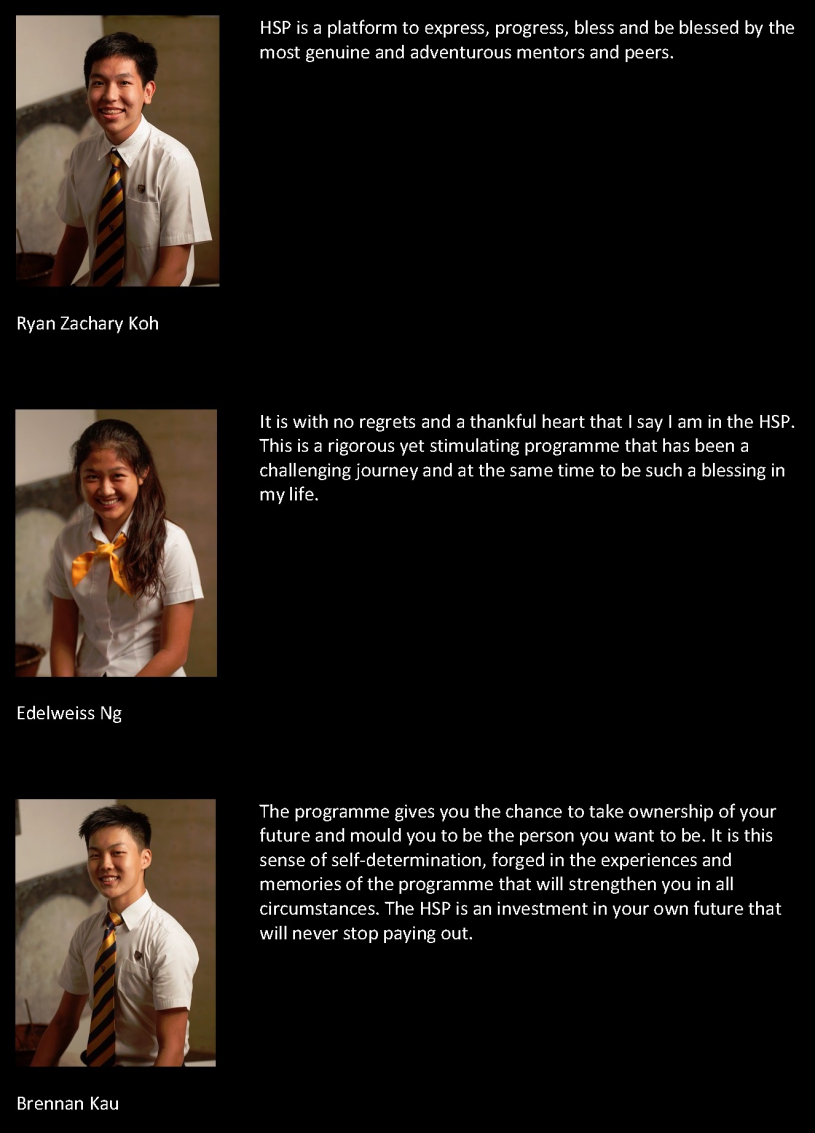 HSP is a platform to express, progress, bless and be blessed by the
most genuine and adventurous mentors and peers.
Ryan Zachary Koh
It is with no regrets and a thankful heart that I say I am in the HSP.
This is a rigorous yet stimulating programme that has been a
challenging journey and at the same time to be such a blessing in
my life.
Edelweiss Ng
The programme gives you the chance to take ownership of your
future and mould you to be the person you want to be. It is this
sense of self-determination, forged in the experiences and
memories of the programme that will strengthen you in all
circumstances. The HSP is an investment in your own future that
will never stop paying out.
Brennan Kau